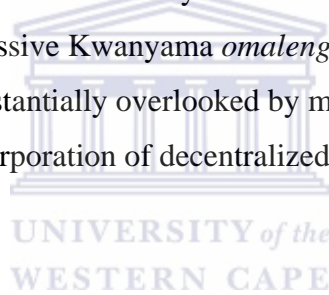 ssive Kwanyama omaleng
stantially overlooked by m
rporation of decentralized
UNIVERSITY of the
WESTERN CAPE